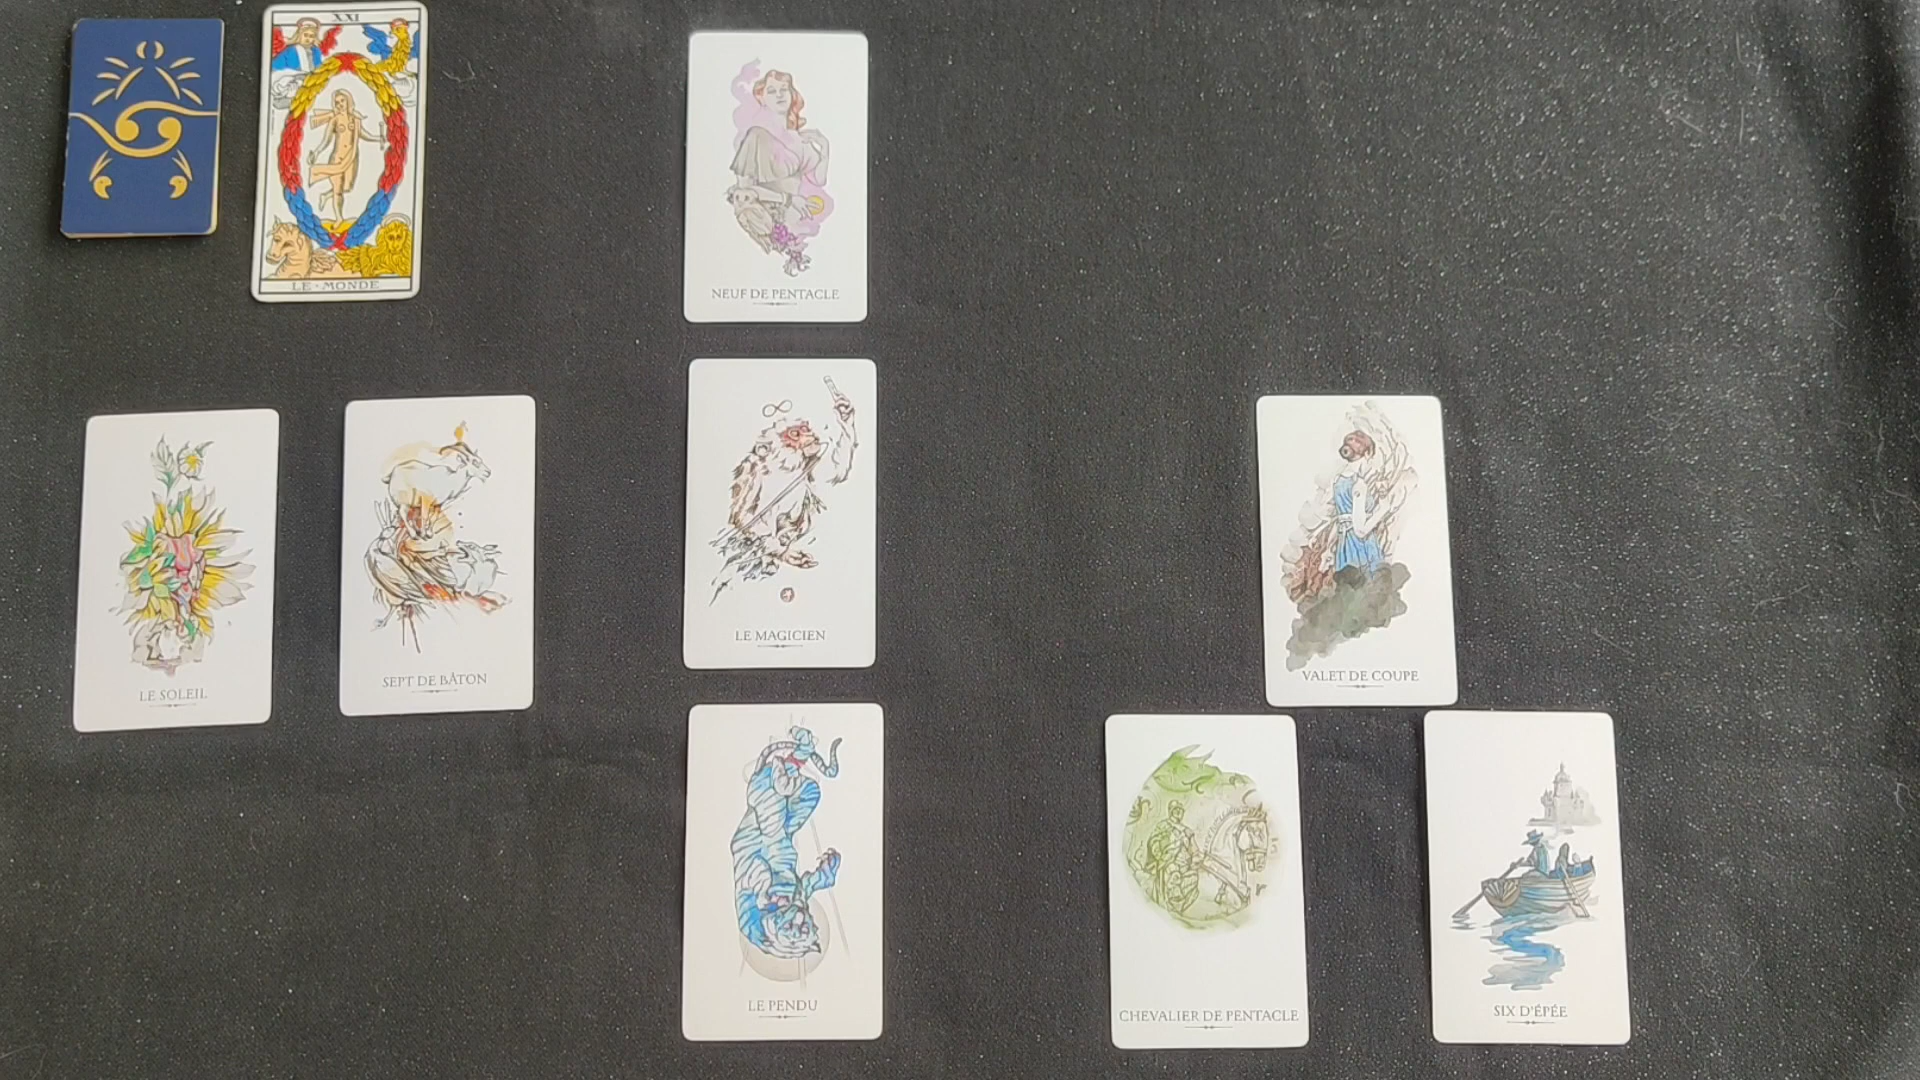 XXI
LE · MONDE
NEUF DE PENTACLE
LE SOLEIL
SEPT DE BÂTON
LE MAGICIEN
VALET DE COUPE
LE PENDU
CHEVALIER DE PENTACLE
SIX D'ÉPÉE